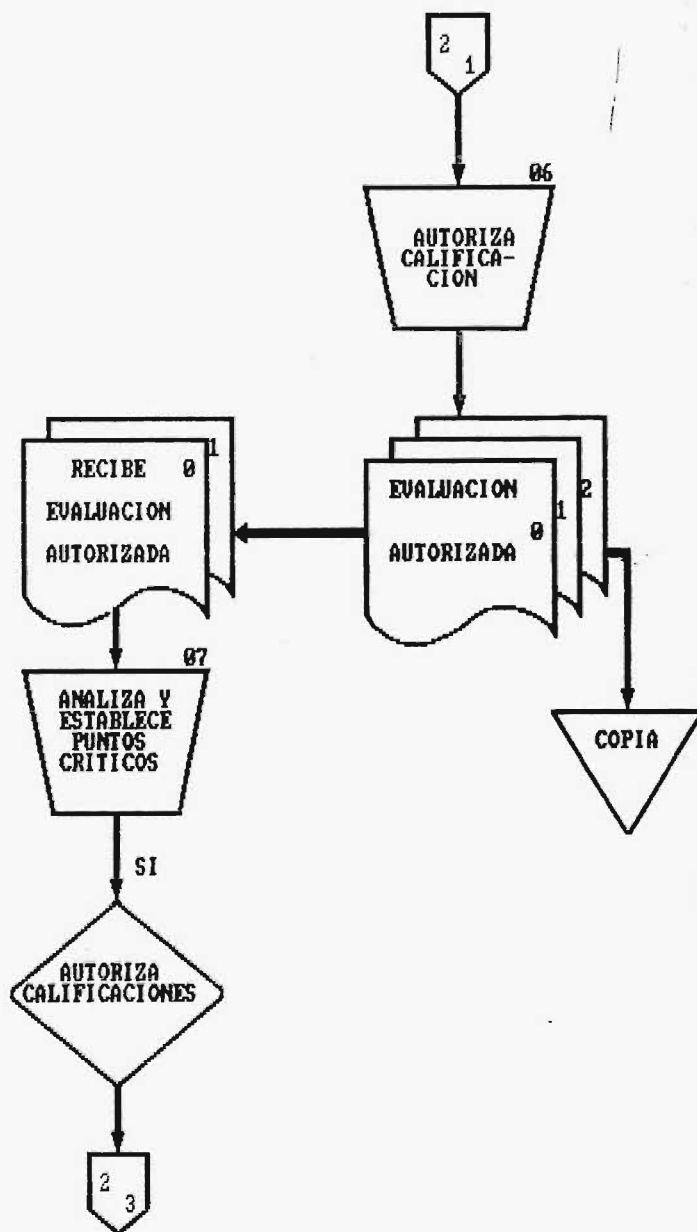 2
1
06
AUTORIZA
CALIFICA-
CION
1
RECIBE 0
EVALUACION
AUTORIZADA
2
EVALUACION
1
AUTORIZADA 0
07
ANALIZA Y
ESTABLECE
PUNTOS
CRITICOS
COPIA
SI
AUTORIZA
CALIFICACIONES
2
3